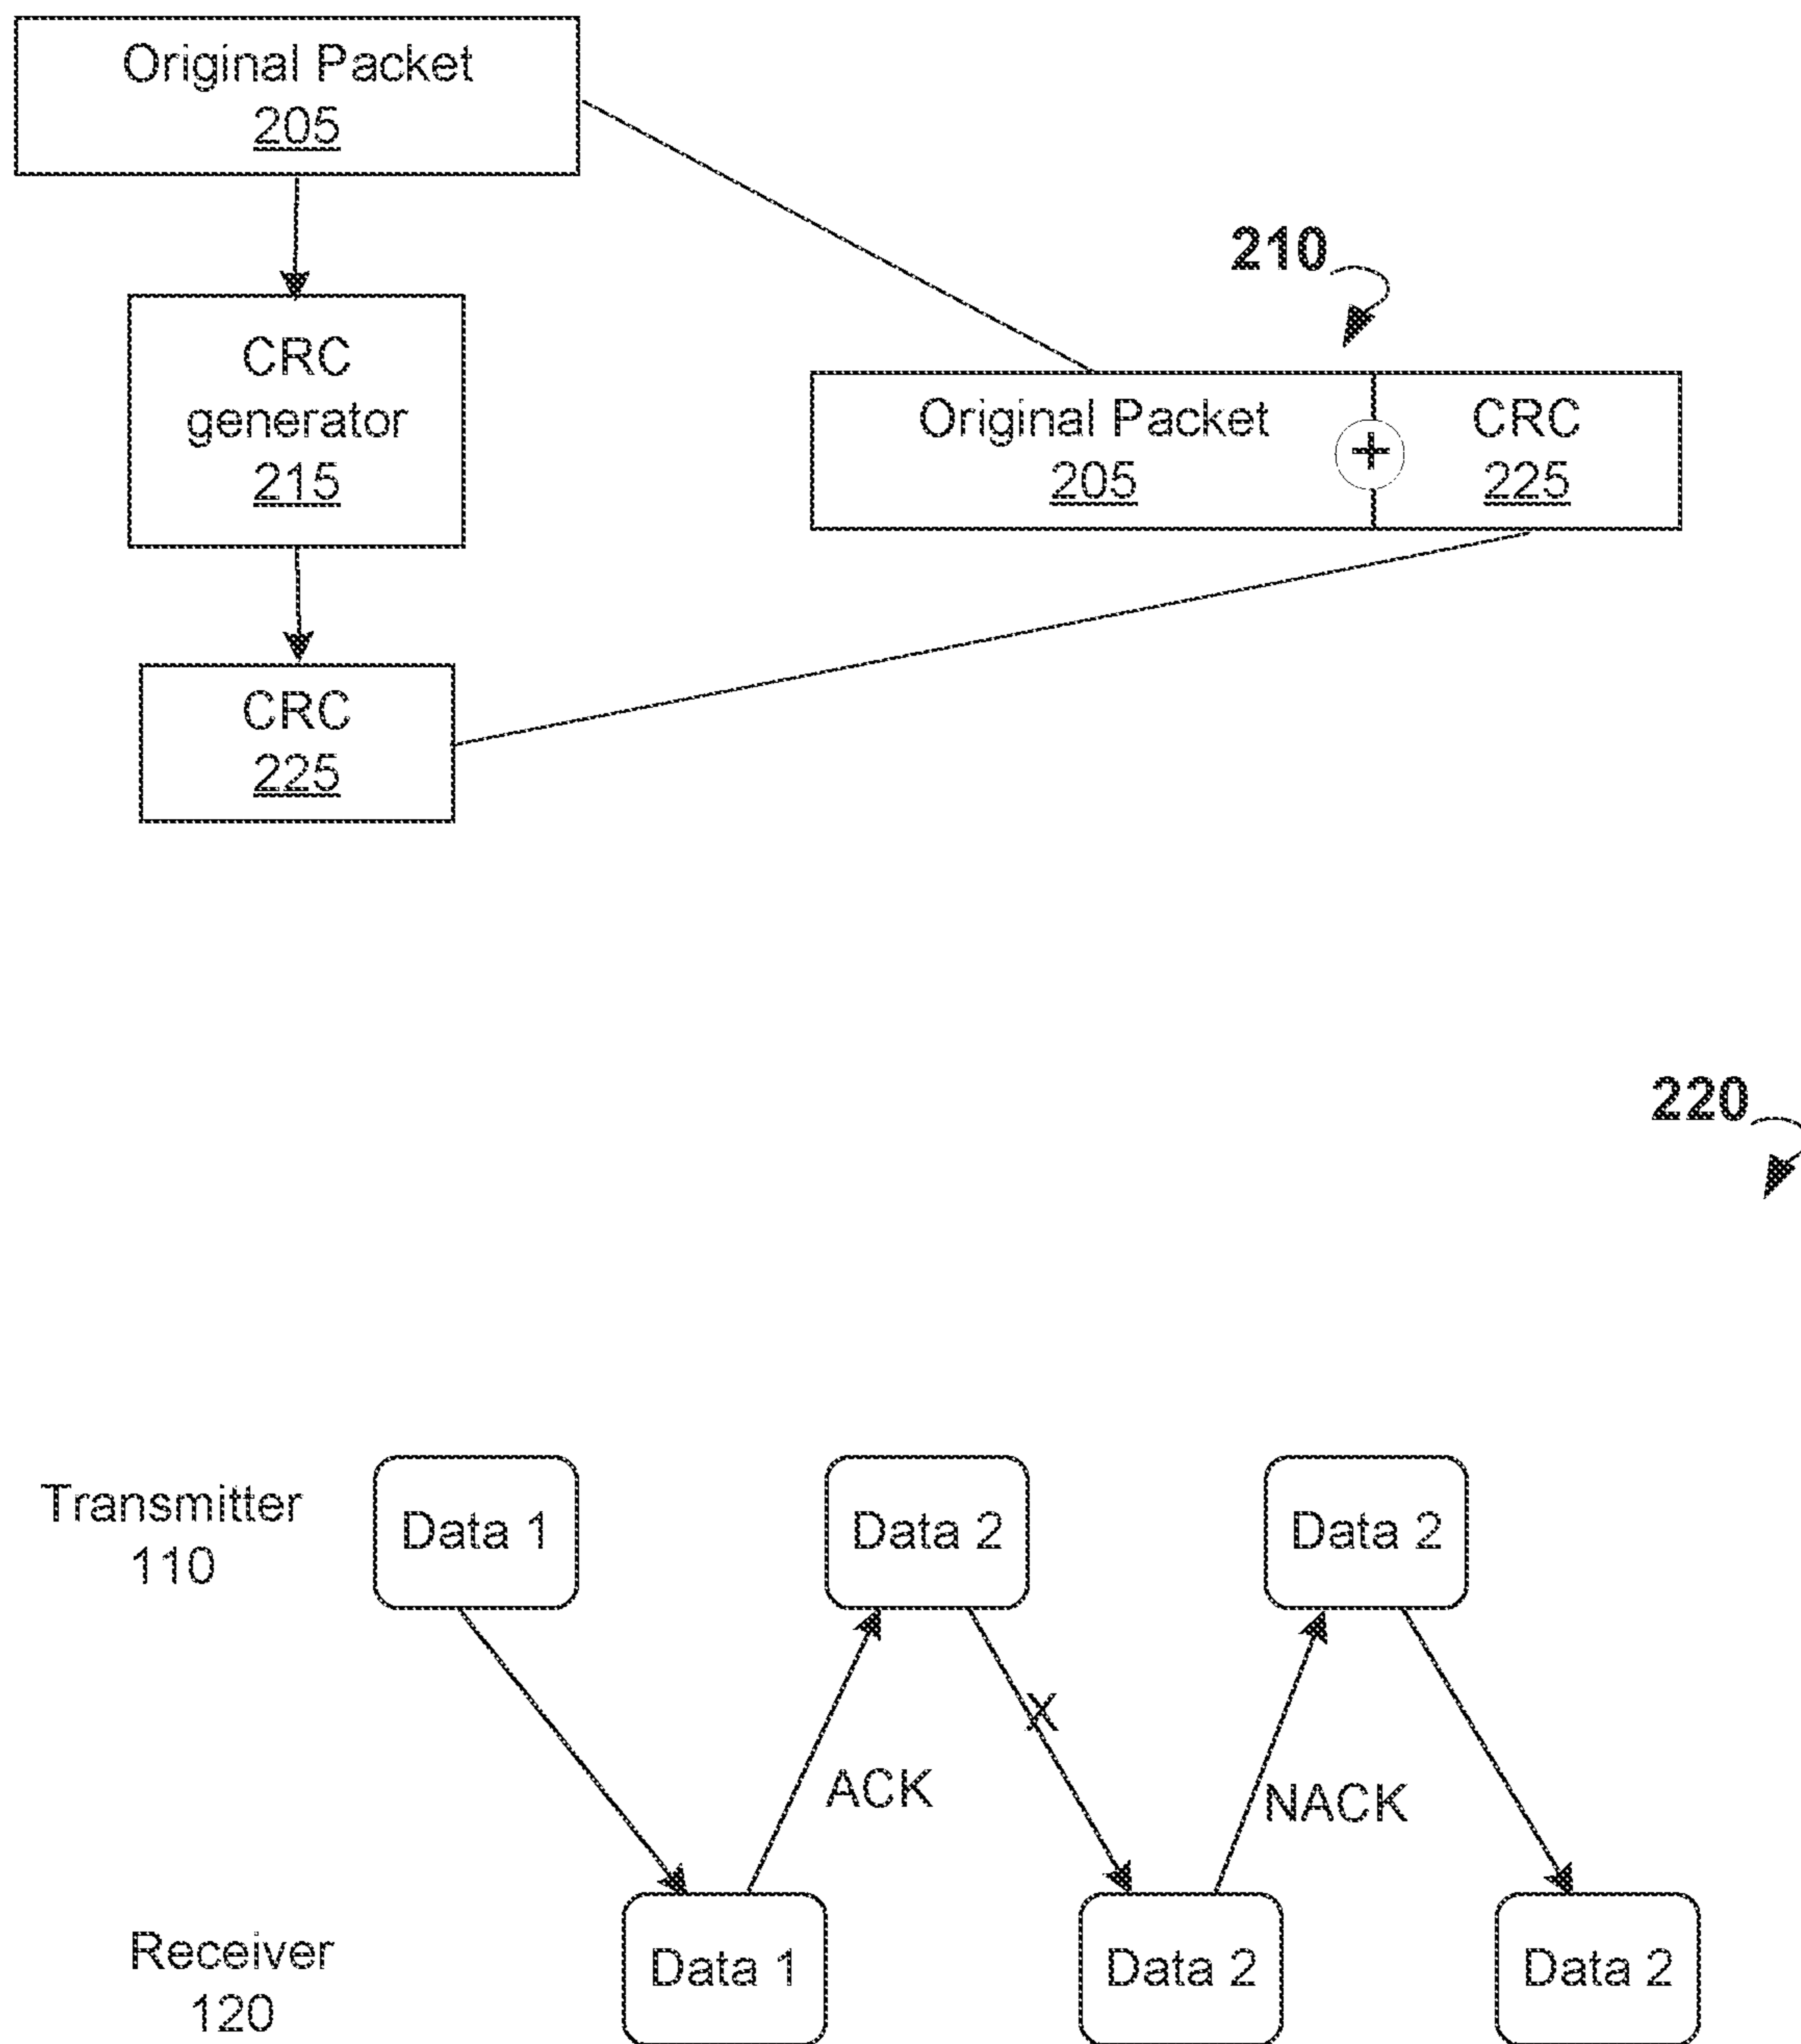 Original Packet
205
210
CRC
generator
215
Original Packet
205
+
CRC
225
CRC
225
220
Transmitter
110
Data 1
Data 2
Data 2
X
ACK
NACK
Receiver
120
Data 1
Data 2
Data 2